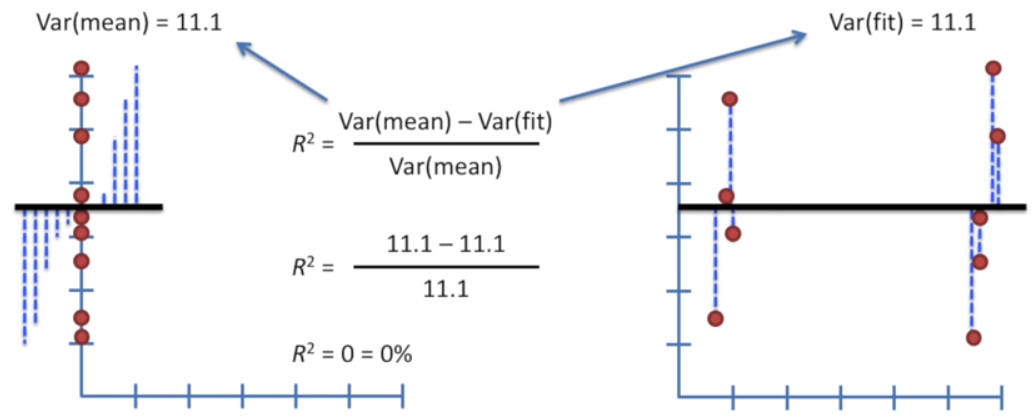 Var(mean) = 11.1
Var(fit) = 11.1
R² = Var(mean) – Var(fit)
Var(mean)
R² = 11.1 – 11.1
11.1
R² = 0 = 0%